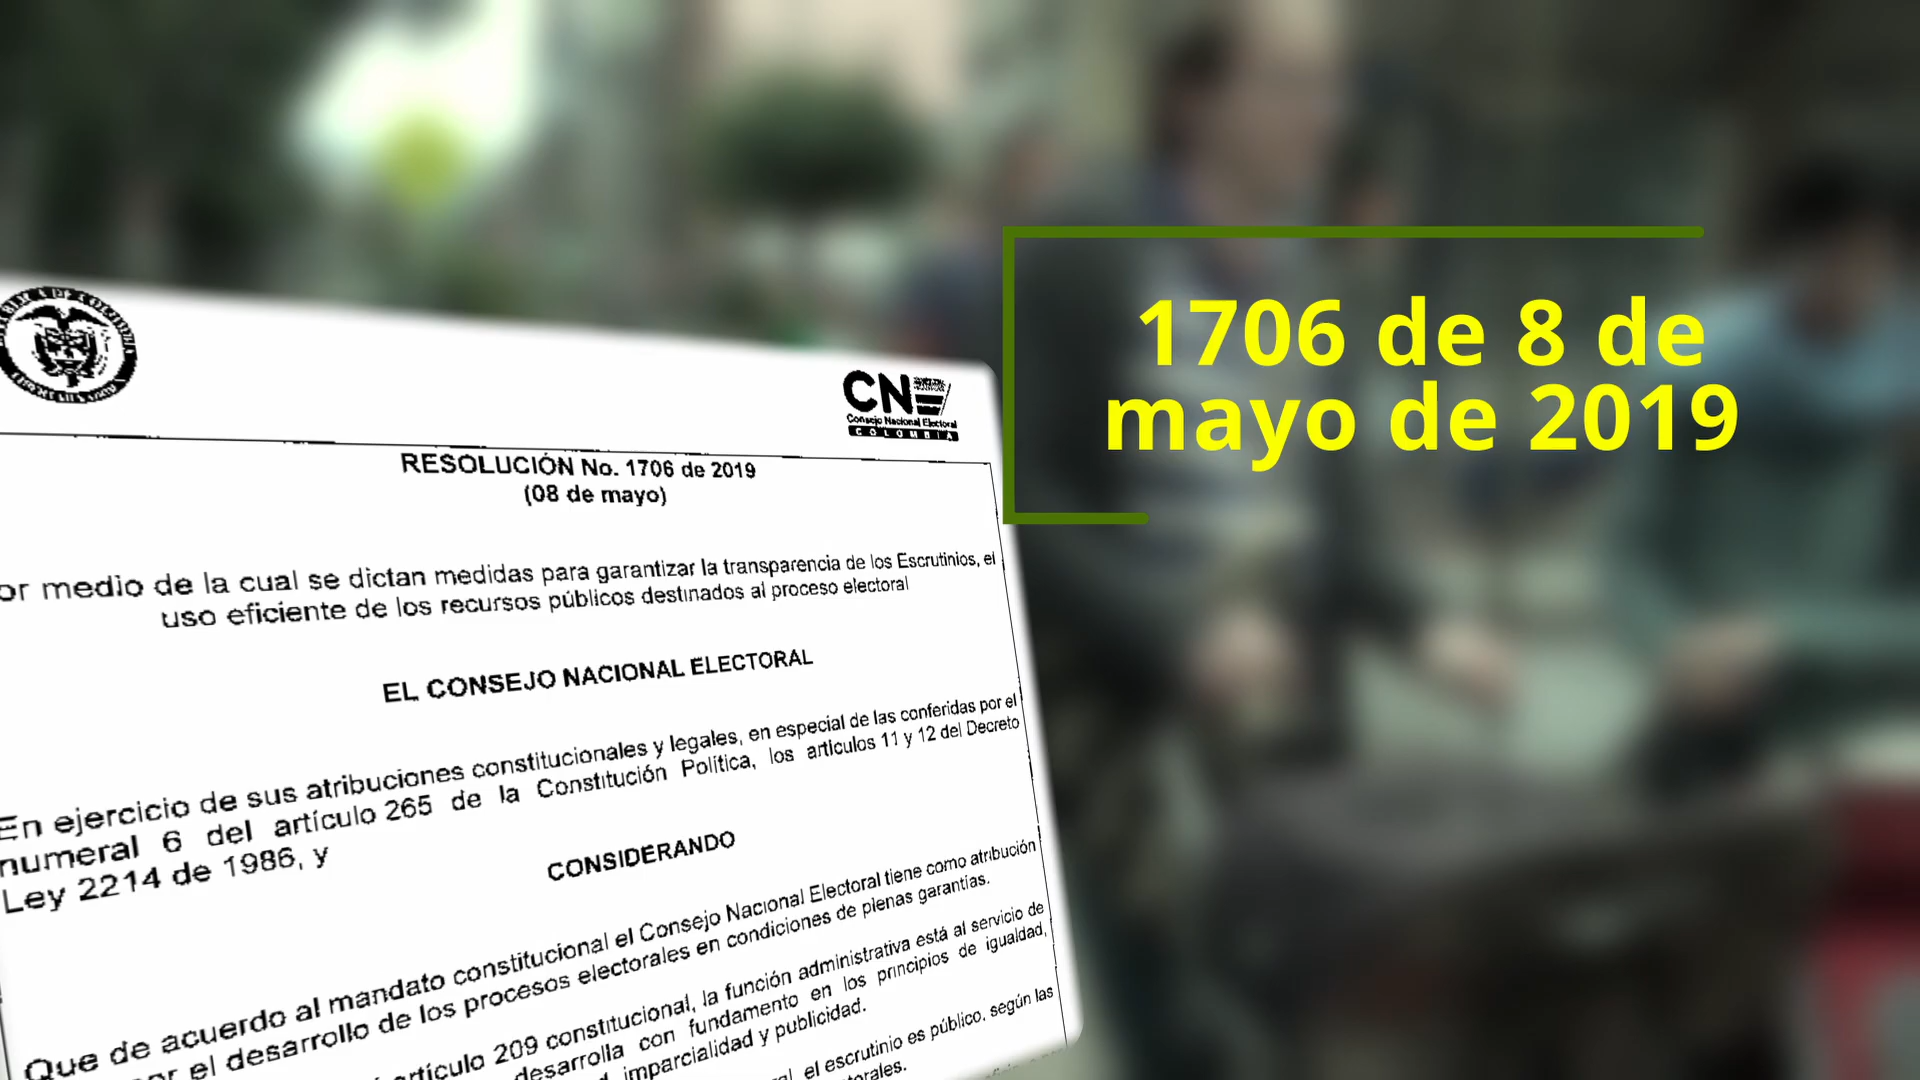 1706 de 8 de
mayo de 2019
CNE
Consejo Nacional Electoral
COLOMBIA
RESOLUCIÓN No. 1706 de 2019
(08 de mayo)
or medio de la cual se dictan medidas para garantizar la transparencia de los Escrutinios, el
uso eficiente de los recursos públicos destinados al proceso electoral
EL CONSEJO NACIONAL ELECTORAL
En ejercicio de sus atribuciones constitucionales y legales, en especial de las conferidas por el
numeral 6 del artículo 265 de la Constitución Política, los artículos 11 y 12 del Decreto
Ley 2214 de 1986, y
CONSIDERANDO
Que de acuerdo al mandato constitucional el Consejo Nacional Electoral tiene como atribución
el desarrollo de los procesos electorales en condiciones de plenas garantías.
artículo 209 constitucional, la función administrativa está al servicio de
desarrolla con fundamento en los principios de igualdad,
imparcialidad y publicidad.
el escrutinio es público, según las